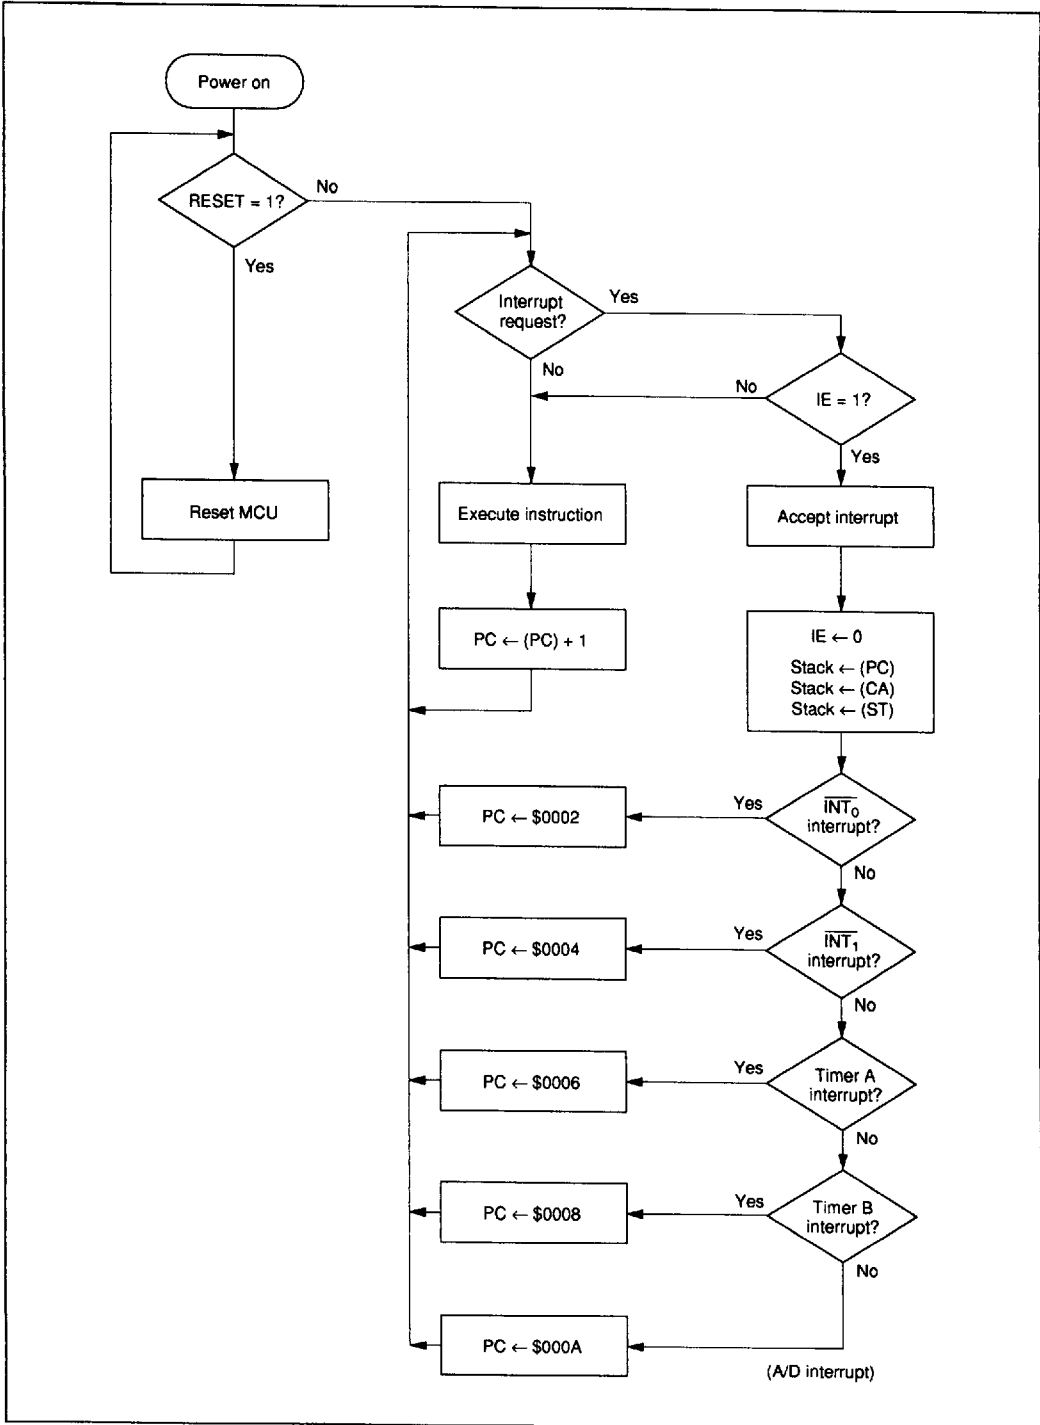 Power on
RESET = 1?
No
Yes
Reset MCU
Interrupt
request?
Yes
No
IE = 1?
No
Yes
Execute instruction
Accept interrupt
PC ← (PC) + 1
IE ← 0
Stack ← (PC)
Stack ← (CA)
Stack ← (ST)
PC ← $0002
Yes
I̅N̅T̅₀
interrupt?
No
PC ← $0004
Yes
I̅N̅T̅₁
interrupt?
No
PC ← $0006
Yes
Timer A
interrupt?
No
PC ← $0008
Yes
Timer B
interrupt?
No
PC ← $000A
(A/D interrupt)